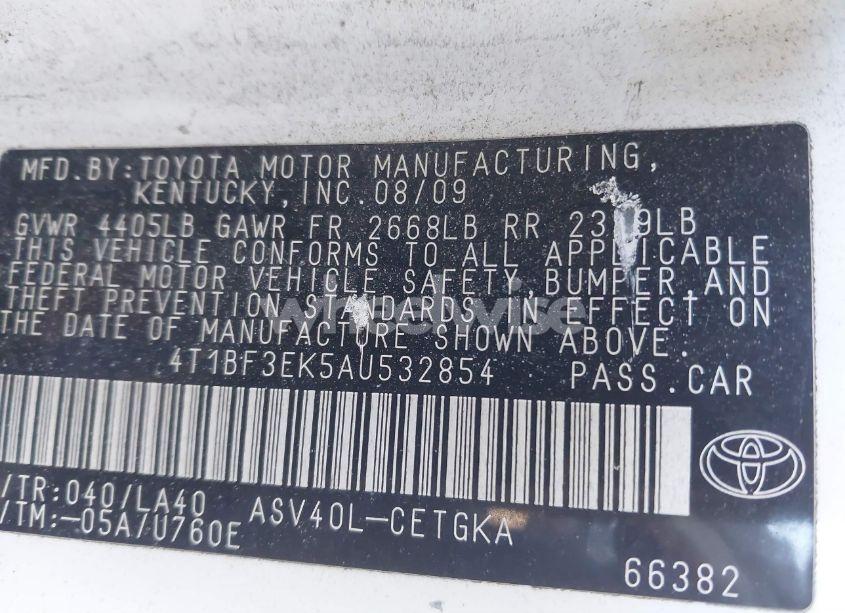 MFD.BY:TOYOTA MOTOR MANUFACTURING,
KENTUCKY,INC.08/09
GVWR 4405LB GAWR FR 2668LB RR
THIS VEHICLE CONFORMS TO ALL APPLICABLE
FEDERAL MOTOR VEHICLE SAFETY,BUMPER,AND
THEFT PREVENTION STANDARDS IN EFFECT ON
THE DATE OF MANUFACTURE SHOWN ABOVE.
wheelwise
4T1BF3EK5AU532854 PASS.CAR
/TR:040/LA40
/TM:-05A/U760E
ASV40L-CETGKA
66382